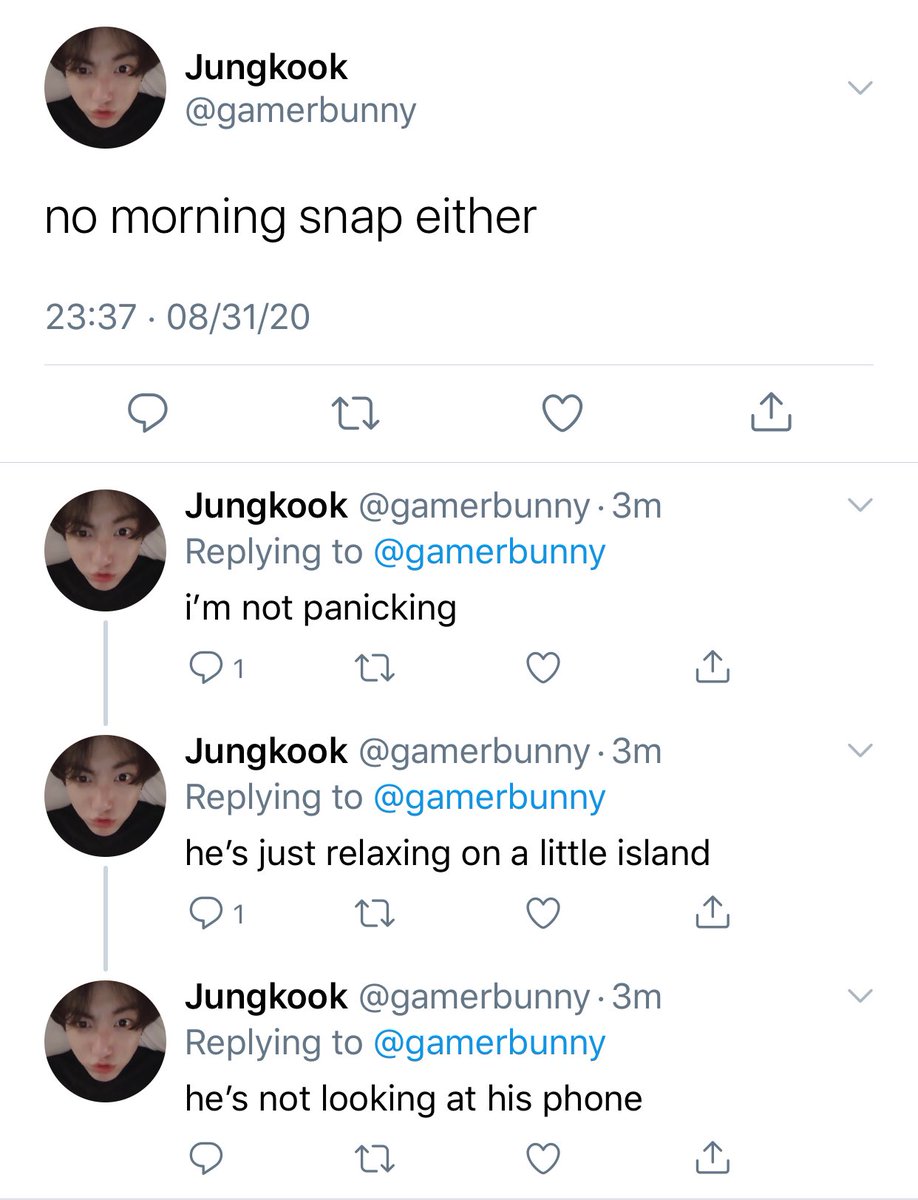 Jungkook
@gamerbunny
no morning snap either
23:37 · 08/31/20
Jungkook @gamerbunny · 3m
Replying to @gamerbunny
i’m not panicking
1
Jungkook @gamerbunny · 3m
Replying to @gamerbunny
he’s just relaxing on a little island
1
Jungkook @gamerbunny · 3m
Replying to @gamerbunny
he’s not looking at his phone